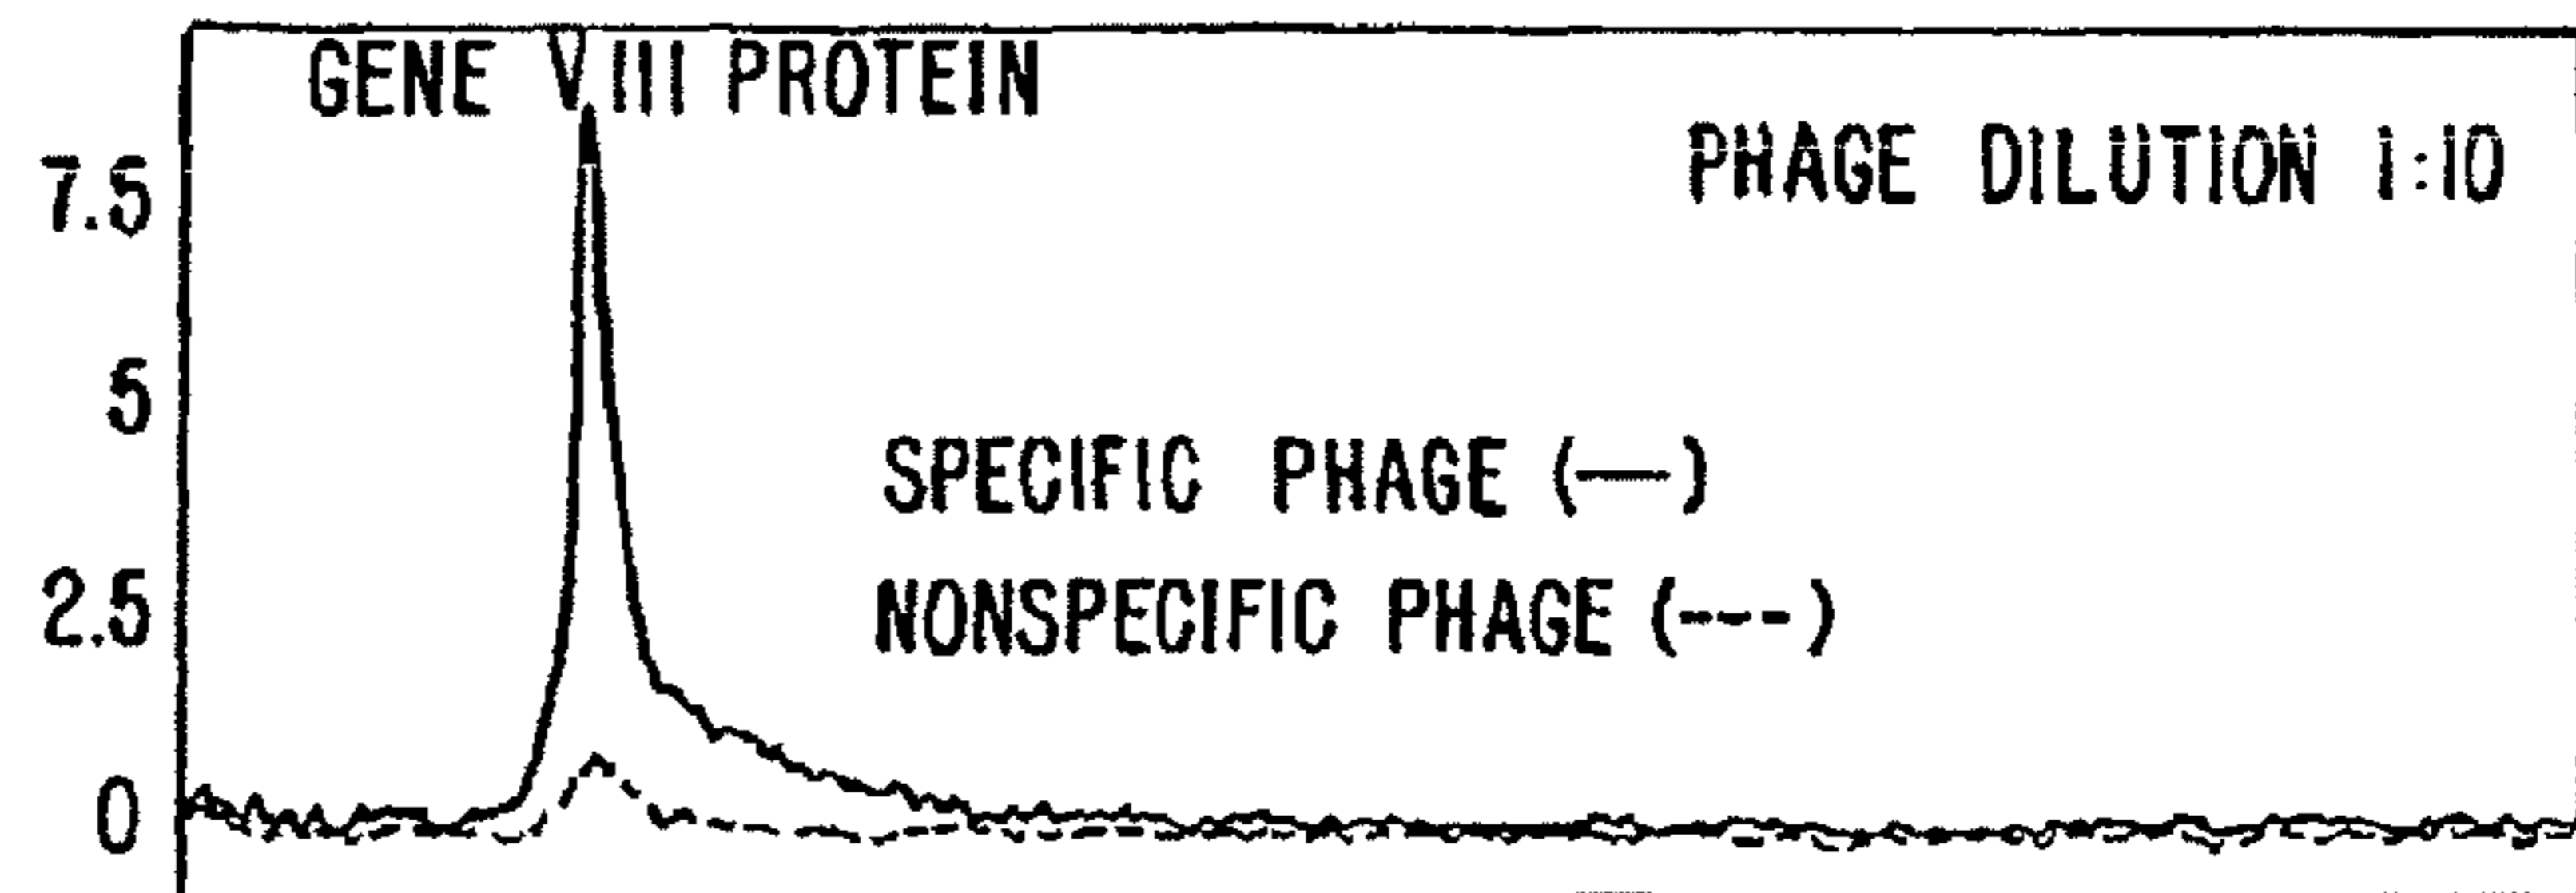 GENE VIII PROTEIN
PHAGE DILUTION 1:10
7.5
5
SPECIFIC PHAGE (—)
2.5
NONSPECIFIC PHAGE (---)
0